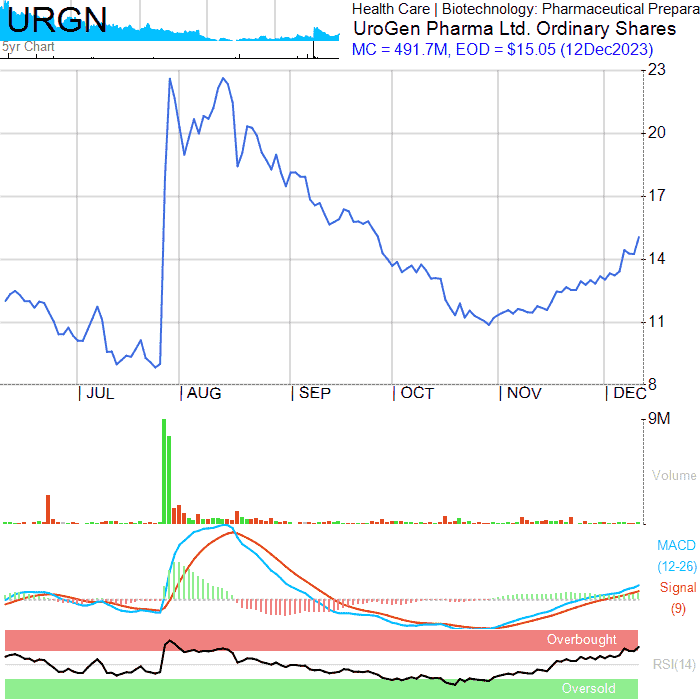 URGN
5yr Chart
Health Care | Biotechnology: Pharmaceutical Prepara
UroGen Pharma Ltd. Ordinary Shares
MC = 491.7M, EOD = $15.05 (12Dec2023)
23
20
17
14
11
8
| JUL | AUG | SEP | OCT | NOV | DEC
9M
Volume
MACD
(12-26)
Signal
(9)
Overbought
RSI(14)
Oversold